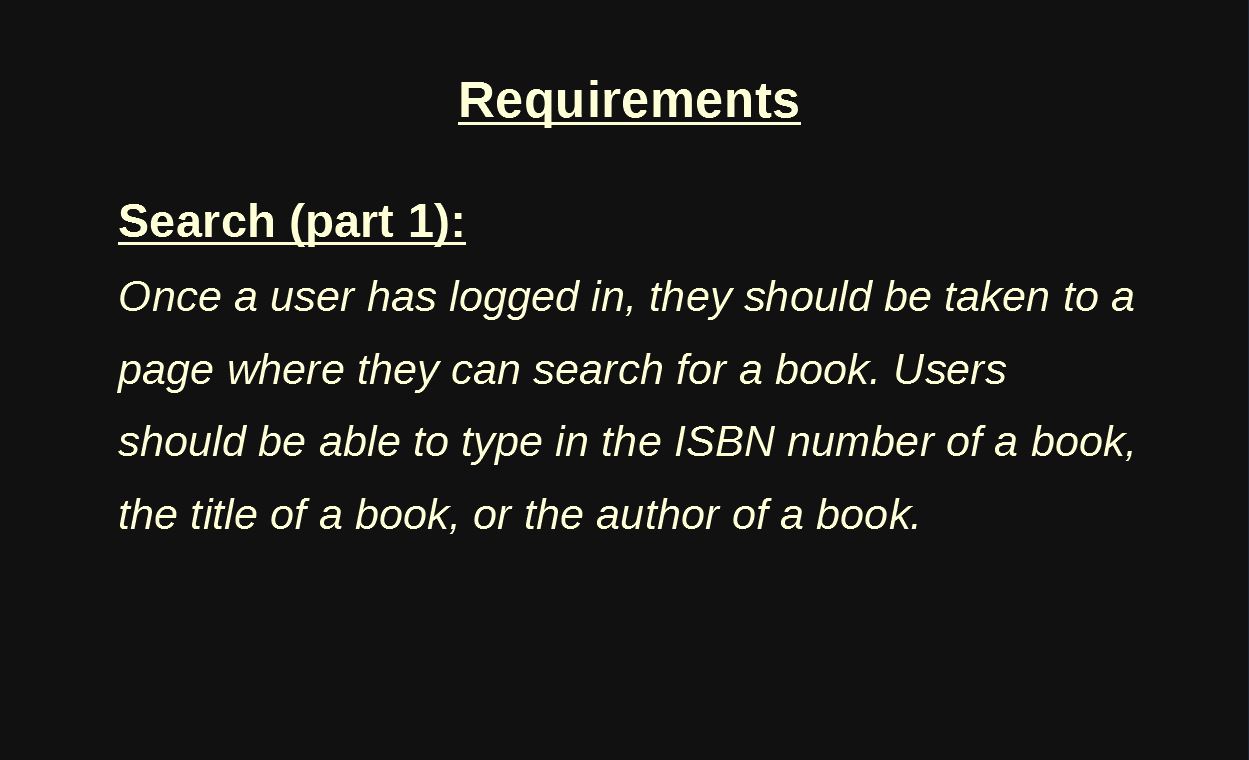 Requirements
Search (part 1):
Once a user has logged in, they should be taken to a
page where they can search for a book. Users
should be able to type in the ISBN number of a book,
the title of a book, or the author of a book.